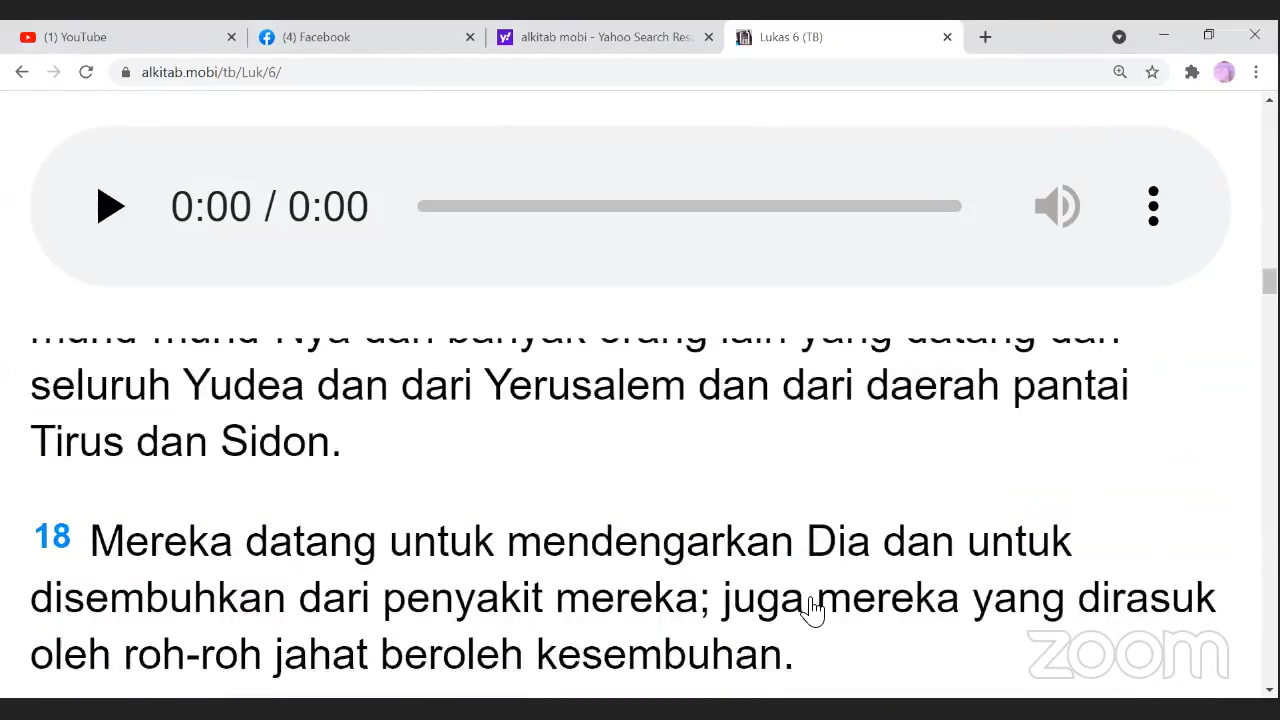 (1) YouTube
(4) Facebook
alkitab mobi - Yahoo Search Res
Lukas 6 (TB)
alkitab.mobi/tb/Luk/6/
0:00 / 0:00
seluruh Yudea dan dari Yerusalem dan dari daerah pantai
Tirus dan Sidon.
18 Mereka datang untuk mendengarkan Dia dan untuk
disembuhkan dari penyakit mereka; juga mereka yang dirasuk
oleh roh-roh jahat beroleh kesembuhan.
zoom